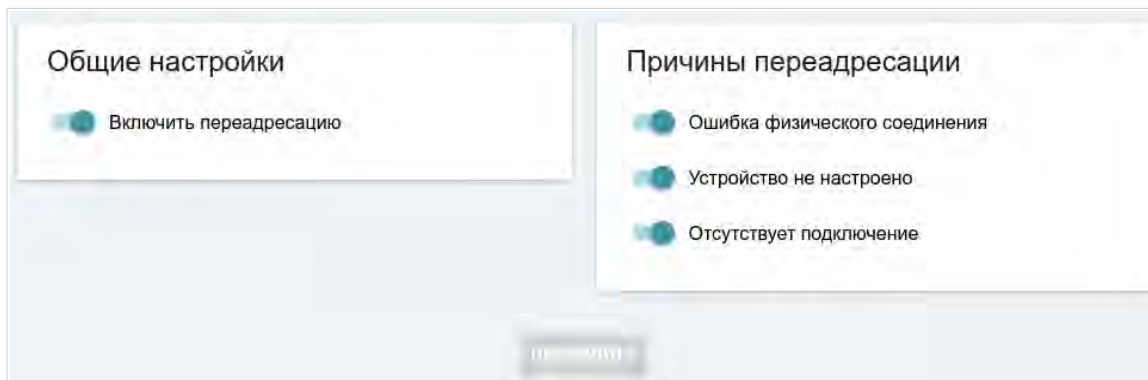 Общие настройки
Включить переадресацию
Причины переадресации
Ошибка физического соединения
Устройство не настроено
Отсутствует подключение